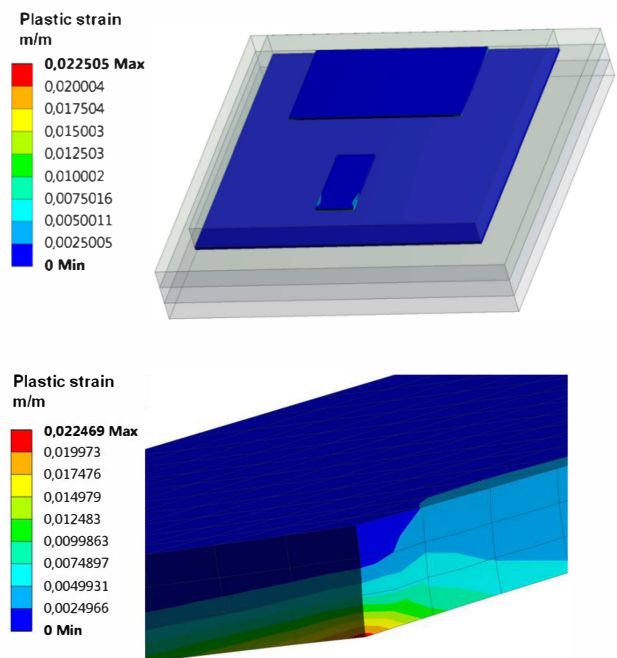 Plastic strain
m/m
0,022505 Max
0,020004
0,017504
0,015003
0,012503
0,010002
0,0075016
0,0050011
0,0025005
0 Min
Plastic strain
m/m
0,022469 Max
0,019973
0,017476
0,014979
0,012483
0,0099863
0,0074897
0,0049931
0,0024966
0 Min